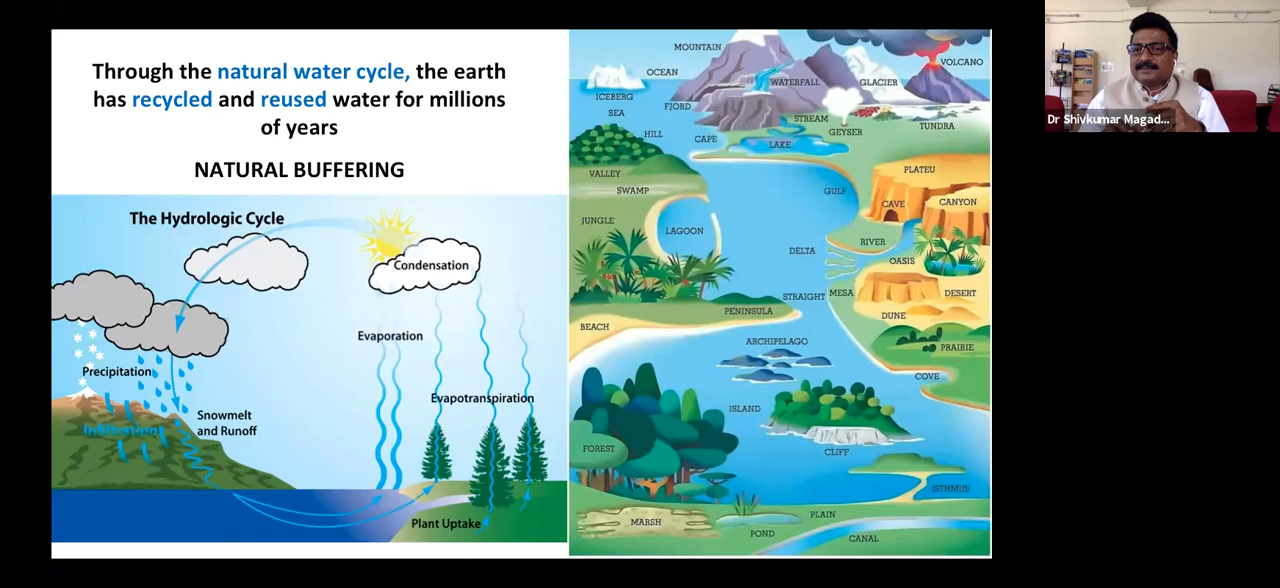 Through the natural water cycle, the earth
has recycled and reused water for millions
of years
NATURAL BUFFERING
The Hydrologic Cycle
Condensation
Evaporation
Precipitation
Evapotranspiration
Snowmelt
and Runoff
Infiltration
Plant Uptake
MOUNTAIN
VOLCANO
OCEAN
WATERFALL
GLACIER
ICEBERG
FJORD
SEA
STREAM
GEYSER
TUNDRA
HILL
CAPE
LAKE
VALLEY
PLATEU
SWAMP
GULF
CAVE
CANYON
JUNGLE
LAGOON
RIVER
DELTA
OASIS
STRAIGHT
MESA
DESERT
PENINSULA
DUNE
BEACH
ARCHIPELAGO
PRAIRIE
COVE
ISLAND
FOREST
CLIFF
ISTHMUS
MARSH
PLAIN
POND
CANAL
Dr Shivkumar Magad...